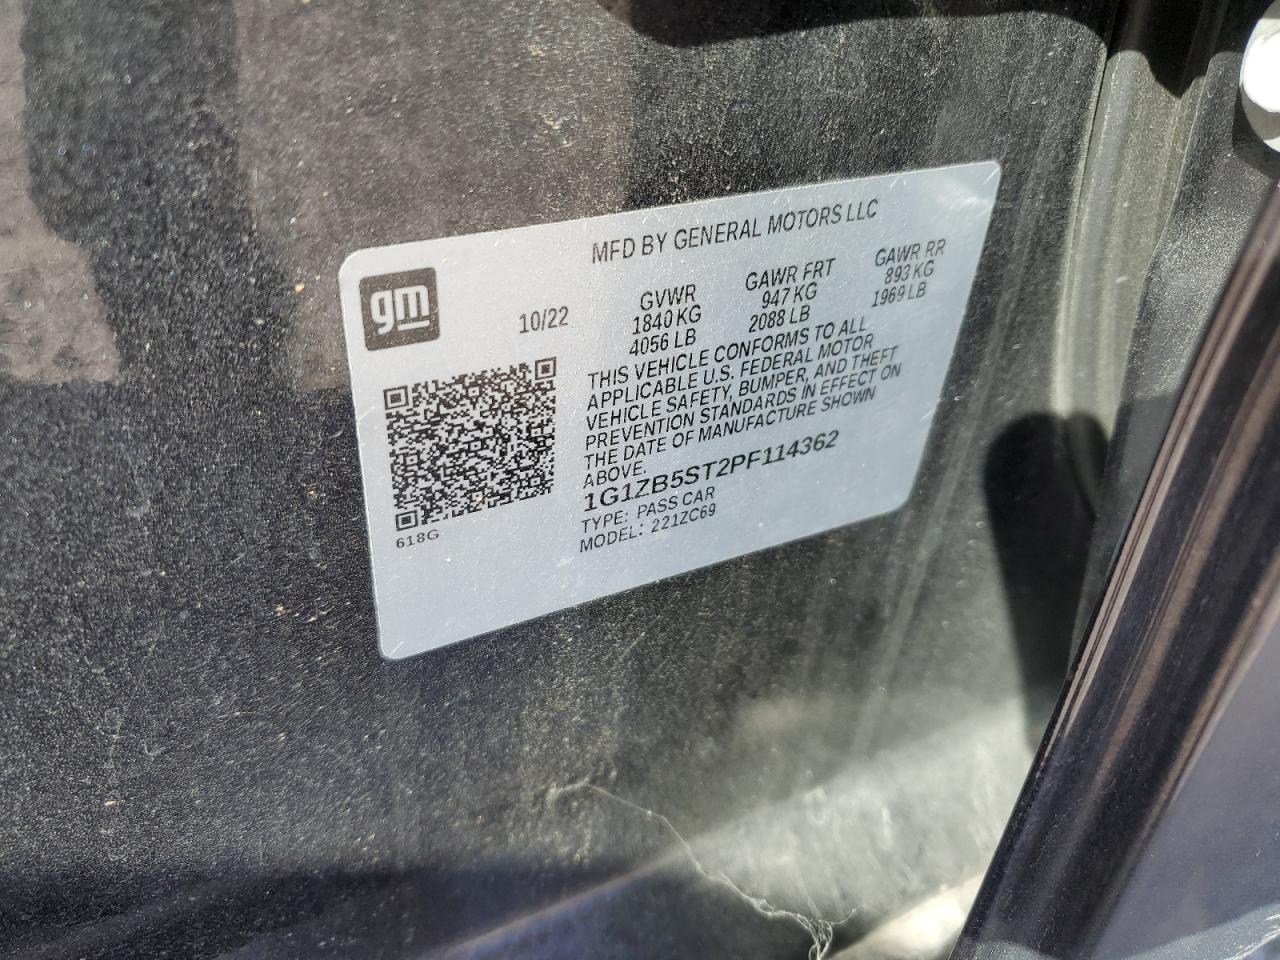 MFD BY GENERAL MOTORS LLC
gm
10/22
GVWR GAWR FRT GAWR RR
1840 KG 947 KG 893 KG
4056 LB 2088 LB 1969 LB
THIS VEHICLE CONFORMS TO ALL
APPLICABLE U.S. FEDERAL MOTOR
VEHICLE SAFETY, BUMPER, AND THEFT
PREVENTION STANDARDS IN EFFECT ON
THE DATE OF MANUFACTURE SHOWN
ABOVE.
1G1ZB5ST2PF114362
TYPE: PASS CAR
MODEL: 221ZC69
618G